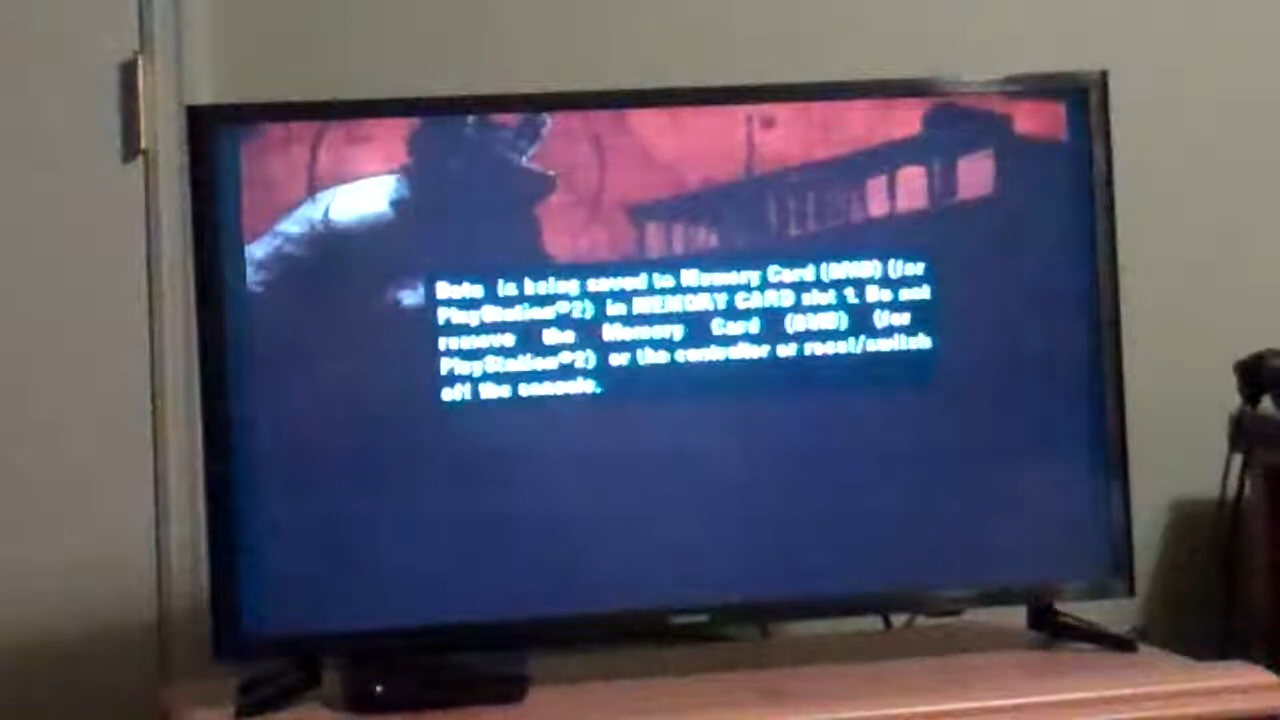 Data is being saved to Memory Card (8MB) (for
PlayStation®2) in MEMORY CARD slot 1. Do not
remove the Memory Card (8MB) (for
PlayStation®2) or the controller or reset/switch
off the console.